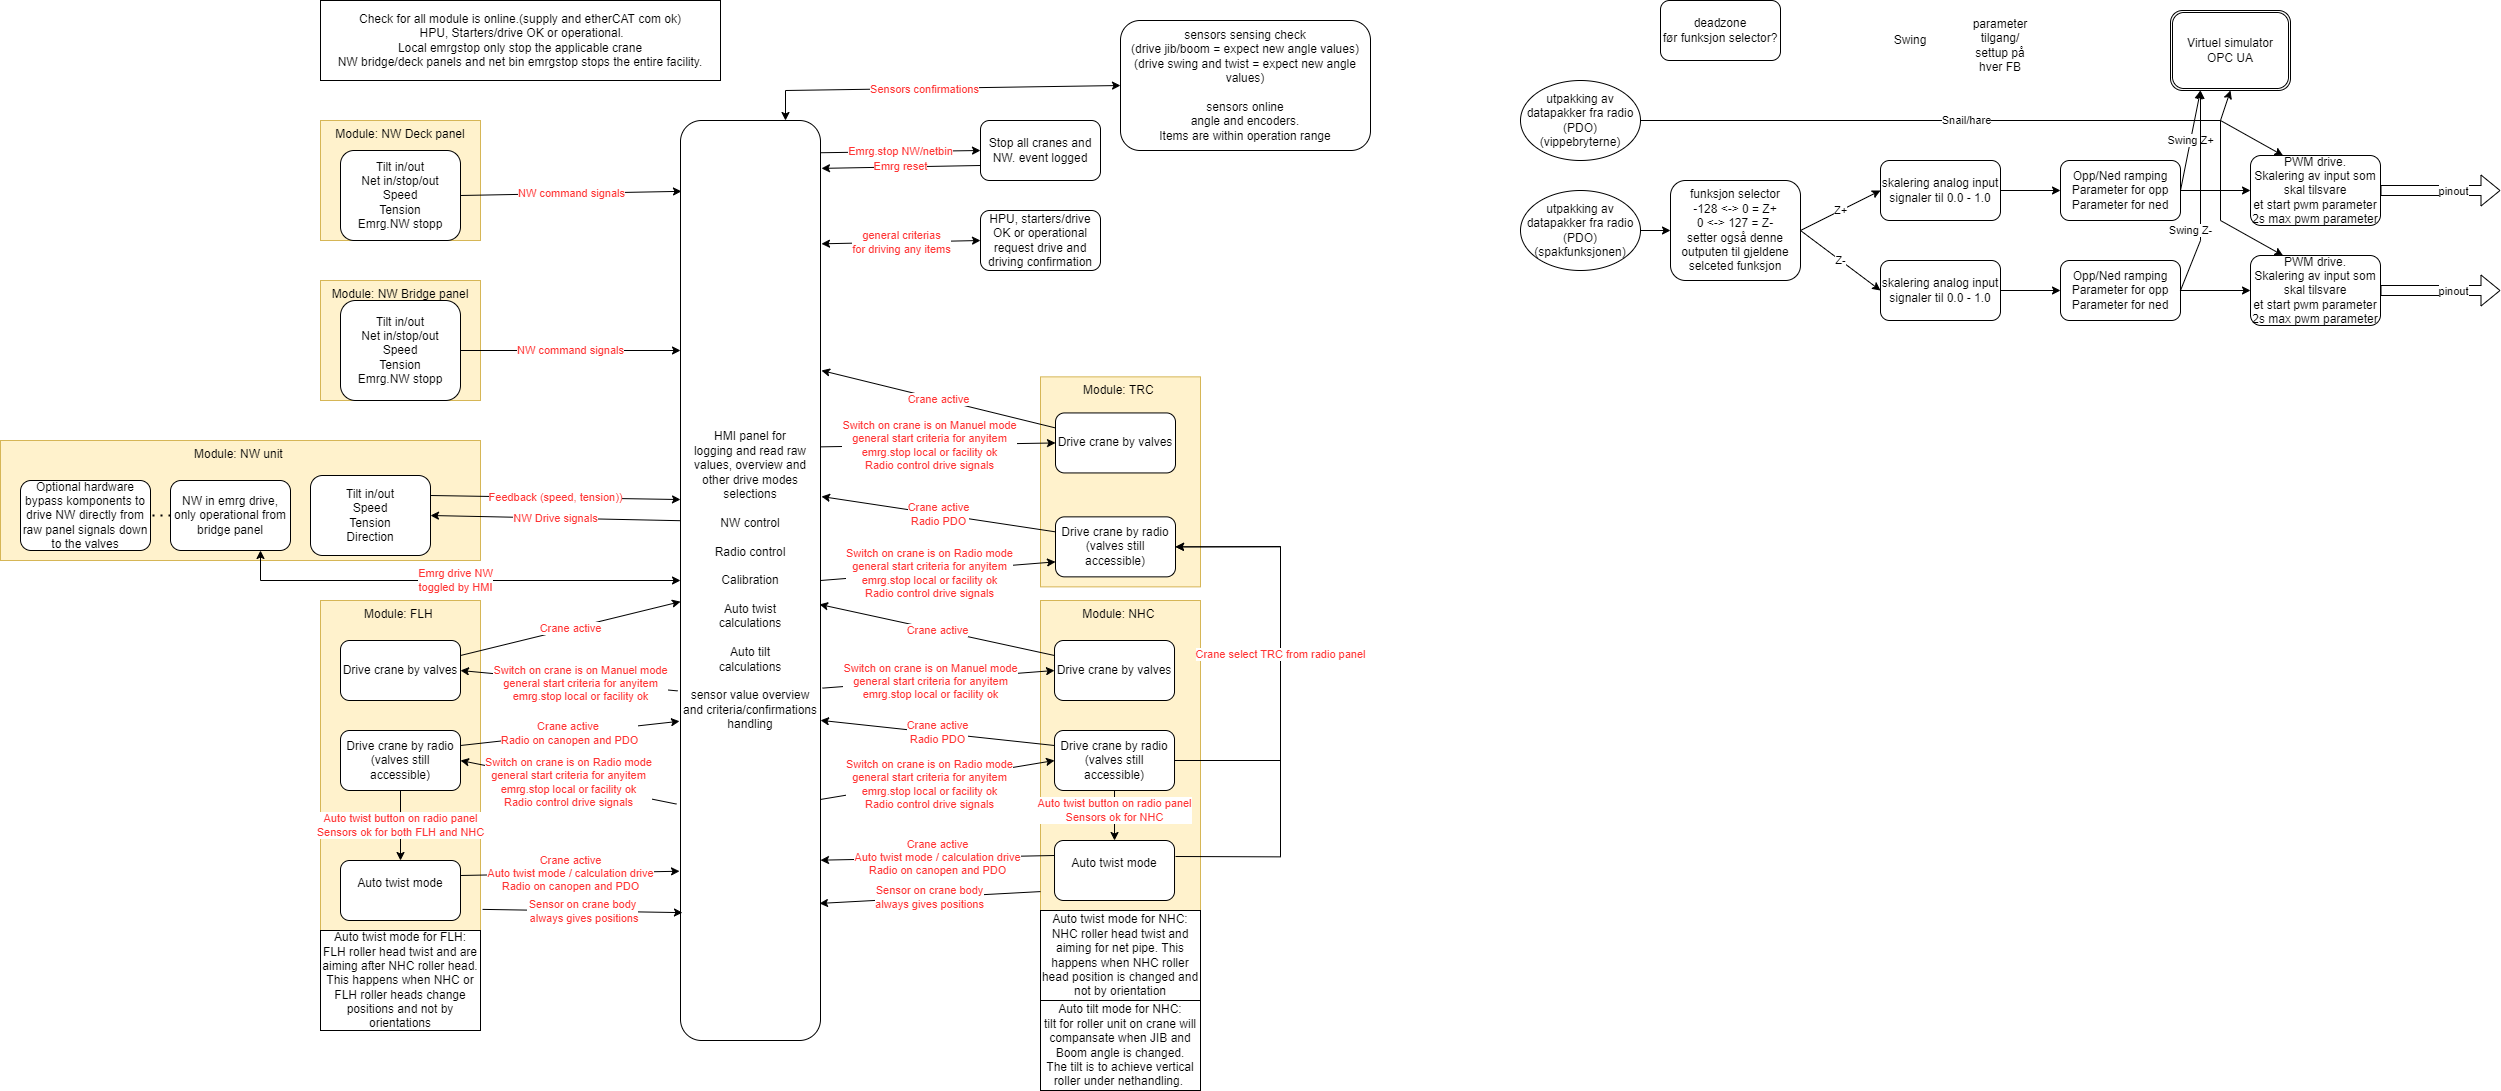 Check for all module is online.(supply and etherCAT com ok)
HPU, Starters/drive OK or operational.
Local emrgstop only stop the applicable crane
NW bridge/deck panels and net bin emrgstop stops the entire facility.
sensors sensing check
(drive jib/boom = expect new angle values)
(drive swing and twist = expect new angle
values)
sensors online
angle and encoders.
Items are within operation range
Sensors confirmations
Module: NW Deck panel
Tilt in/out
Net in/stop/out
Speed
Tension
Emrg.NW stopp
NW command signals
Emrg.stop NW/netbin
Emrg reset
Stop all cranes and
NW. event logged
general criterias
for driving any items
HPU, starters/drive
OK or operational
request drive and
driving confirmation
Module: NW Bridge panel
Tilt in/out
Net in/stop/out
Speed
Tension
Emrg.NW stopp
NW command signals
Module: NW unit
Optional hardware
bypass komponents to
drive NW directly from
raw panel signals down
to the valves
NW in emrg drive,
only operational from
bridge panel
Tilt in/out
Speed
Tension
Direction
Feedback (speed, tension))
NW Drive signals
Emrg drive NW
toggled by HMI
HMI panel for
logging and read raw
values, overview and
other drive modes
selections
NW control
Radio control
Calibration
Auto twist
calculations
Auto tilt
calculations
sensor value overview
and criteria/confirmations
handling
Module: TRC
Crane active
Drive crane by valves
Switch on crane is on Manuel mode
general start criteria for anyitem
emrg.stop local or facility ok
Radio control drive signals
Crane active
Radio PDO
Drive crane by radio
(valves still
accessible)
Switch on crane is on Radio mode
general start criteria for anyitem
emrg.stop local or facility ok
Radio control drive signals
Module: FLH
Crane active
Drive crane by valves
Switch on crane is on Manuel mode
general start criteria for anyitem
emrg.stop local or facility ok
Crane active
Radio on canopen and PDO
Drive crane by radio
(valves still
accessible)
Switch on crane is on Radio mode
general start criteria for anyitem
emrg.stop local or facility ok
Radio control drive signals
Auto twist button on radio panel
Sensors ok for both FLH and NHC
Auto twist mode
Crane active
Auto twist mode / calculation drive
Radio on canopen and PDO
Sensor on crane body
always gives positions
Auto twist mode for FLH:
FLH roller head twist and are
aiming after NHC roller head.
This happens when NHC or
FLH roller heads change
positions and not by
orientations
Module: NHC
Crane active
Drive crane by valves
Switch on crane is on Manuel mode
general start criteria for anyitem
emrg.stop local or facility ok
Crane select TRC from radio panel
Crane active
Radio PDO
Drive crane by radio
(valves still
accessible)
Switch on crane is on Radio mode
general start criteria for anyitem
emrg.stop local or facility ok
Radio control drive signals
Auto twist button on radio panel
Sensors ok for NHC
Auto twist mode
Crane active
Auto twist mode / calculation drive
Radio on canopen and PDO
Sensor on crane body
always gives positions
Auto twist mode for NHC:
NHC roller head twist and
aiming for net pipe. This
happens when NHC roller
head position is changed and
not by orientation
Auto tilt mode for NHC:
tilt for roller unit on crane will
compansate when JIB and
Boom angle is changed.
The tilt is to achieve vertical
roller under nethandling.
deadzone
før funksjon selector?
Swing
parameter
tilgang/
settup på
hver FB
Virtuel simulator
OPC UA
utpakking av
datapakker fra radio
(PDO)
(vippebryterne)
Snail/hare
utpakking av
datapakker fra radio
(PDO)
(spakfunksjonen)
funksjon selector
-128 <-> 0 = Z+
0 <-> 127 = Z-
setter også denne
outputen til gjeldene
selceted funksjon
Z+
Z-
skalering analog input
signaler til 0.0 - 1.0
Opp/Ned ramping
Parameter for opp
Parameter for ned
Swing Z+
PWM drive.
Skalering av input som
skal tilsvare
et start pwm parameter
2s max pwm parameter
pinout
skalering analog input
signaler til 0.0 - 1.0
Opp/Ned ramping
Parameter for opp
Parameter for ned
Swing Z-
PWM drive.
Skalering av input som
skal tilsvare
et start pwm parameter
2s max pwm parameter
pinout